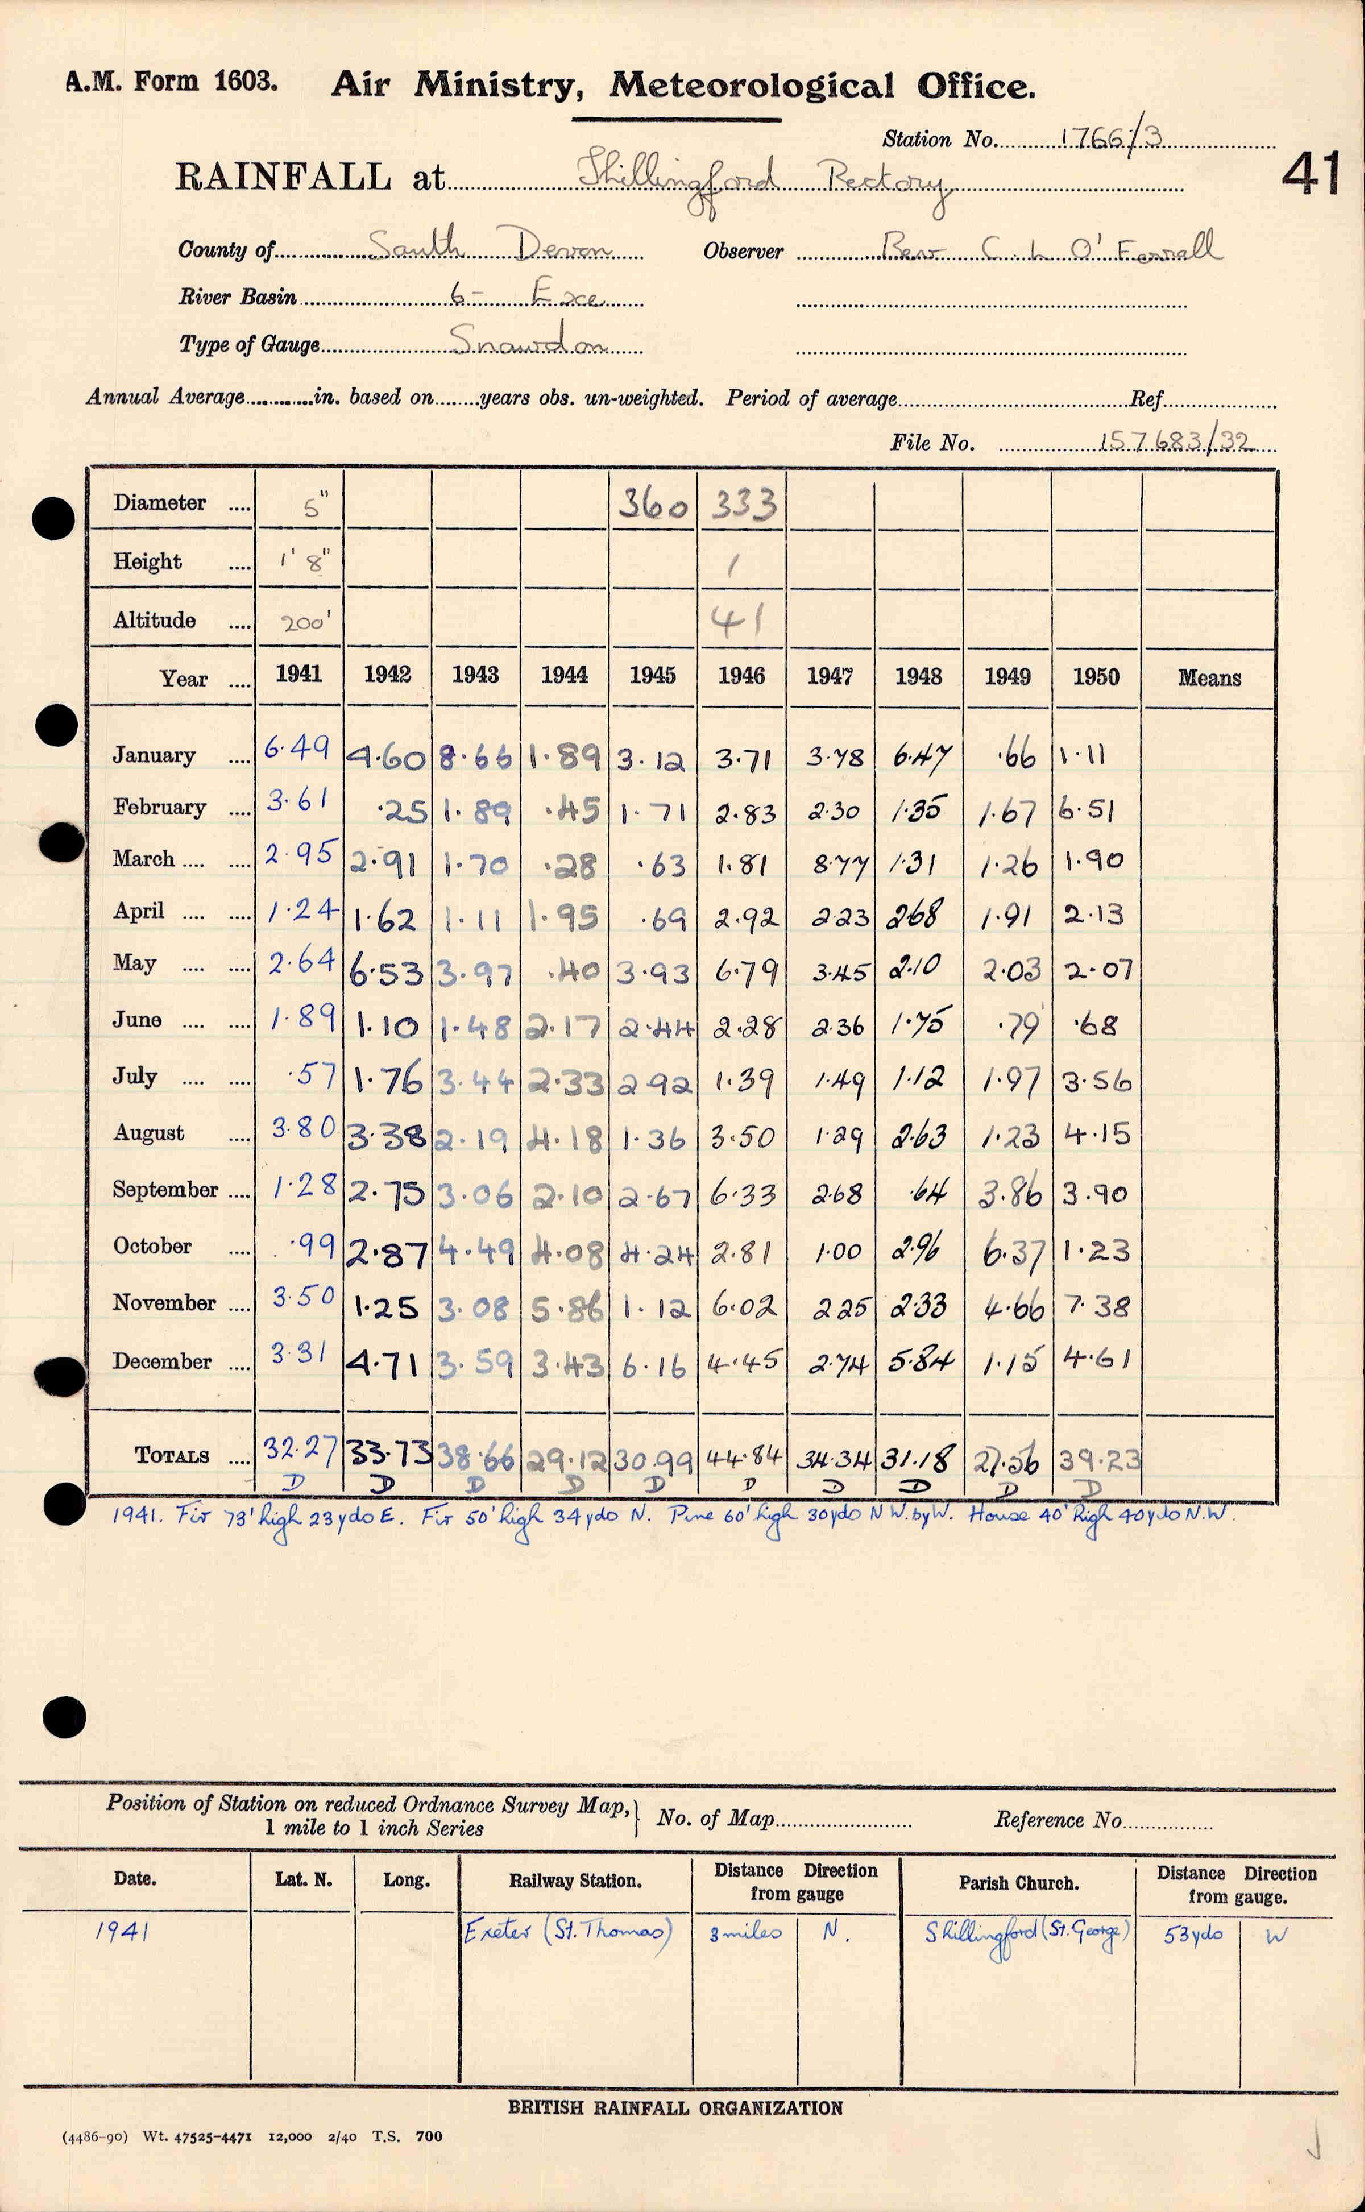 A.M. Form 1603. Air Ministry, Meteorological Office.
Station No. 1766/3
RAINFALL at Shillingford Rectory
41
County of South Devon Observer Rev C. L O'Ferrall
River Basin 6- Exe
Type of Gauge Snowdon
Annual Average in. based on years obs. un-weighted. Period of average Ref.
File No. 157683/32
Diameter .... 5" 360 333
Height .... 1' 8" 1
Altitude .... 200' 41
Year .... 1941 1942 1943 1944 1945 1946 1947 1948 1949 1950 Means
January .... 6.49 4.60 8.66 1.89 3.12 3.71 3.78 6.47 .66 1.11
February .... 3.61 .25 1.89 .45 1.71 2.83 2.30 1.35 1.67 6.51
March .... .... 2.95 2.91 1.70 .28 .63 1.81 8.77 1.31 1.26 1.90
April .... .... 1.24 1.62 1.11 1.95 .69 2.92 2.23 2.68 1.91 2.13
May .... .... 2.64 6.53 3.97 .40 3.93 6.79 3.45 2.10 2.03 2.07
June .... .... 1.89 1.10 1.48 2.17 2.44 2.28 2.36 1.75 .79 .68
July .... .... .57 1.76 3.44 2.33 2.92 1.39 1.49 1.12 1.97 3.56
August .... 3.80 3.38 2.19 4.18 1.36 3.50 1.29 2.63 1.23 4.15
September .... 1.28 2.75 3.06 2.10 2.67 6.33 2.68 .64 3.86 3.90
October .... .99 2.87 4.49 4.08 4.24 2.81 1.00 2.96 6.37 1.23
November .... 3.50 1.25 3.08 5.86 1.12 6.02 2.25 2.33 4.66 7.38
December .... 3.31 4.71 3.59 3.43 6.16 4.45 2.74 5.84 1.15 4.61
TOTALS .... 32.27 33.73 38.66 29.12 30.99 44.84 34.34 31.18 27.56 39.23
D D D D D D D D D D
1941. Fir 73' high 23 yds E. Fir 50' high 34 yds N. Pine 60' high 30 yds N W. by W. House 40' high 40 yds N.W.
Position of Station on reduced Ordnance Survey Map, } No. of Map Reference No.
1 mile to 1 inch Series
Date. Lat. N. Long. Railway Station. Distance Direction from gauge Parish Church. Distance Direction from gauge.
1941 Exeter (St. Thomas) 3 miles N. Shillingford (St. George) 53 yds W
BRITISH RAINFALL ORGANIZATION
(4486-90) Wt. 47525-4471 12,000 2/40 T.S. 700